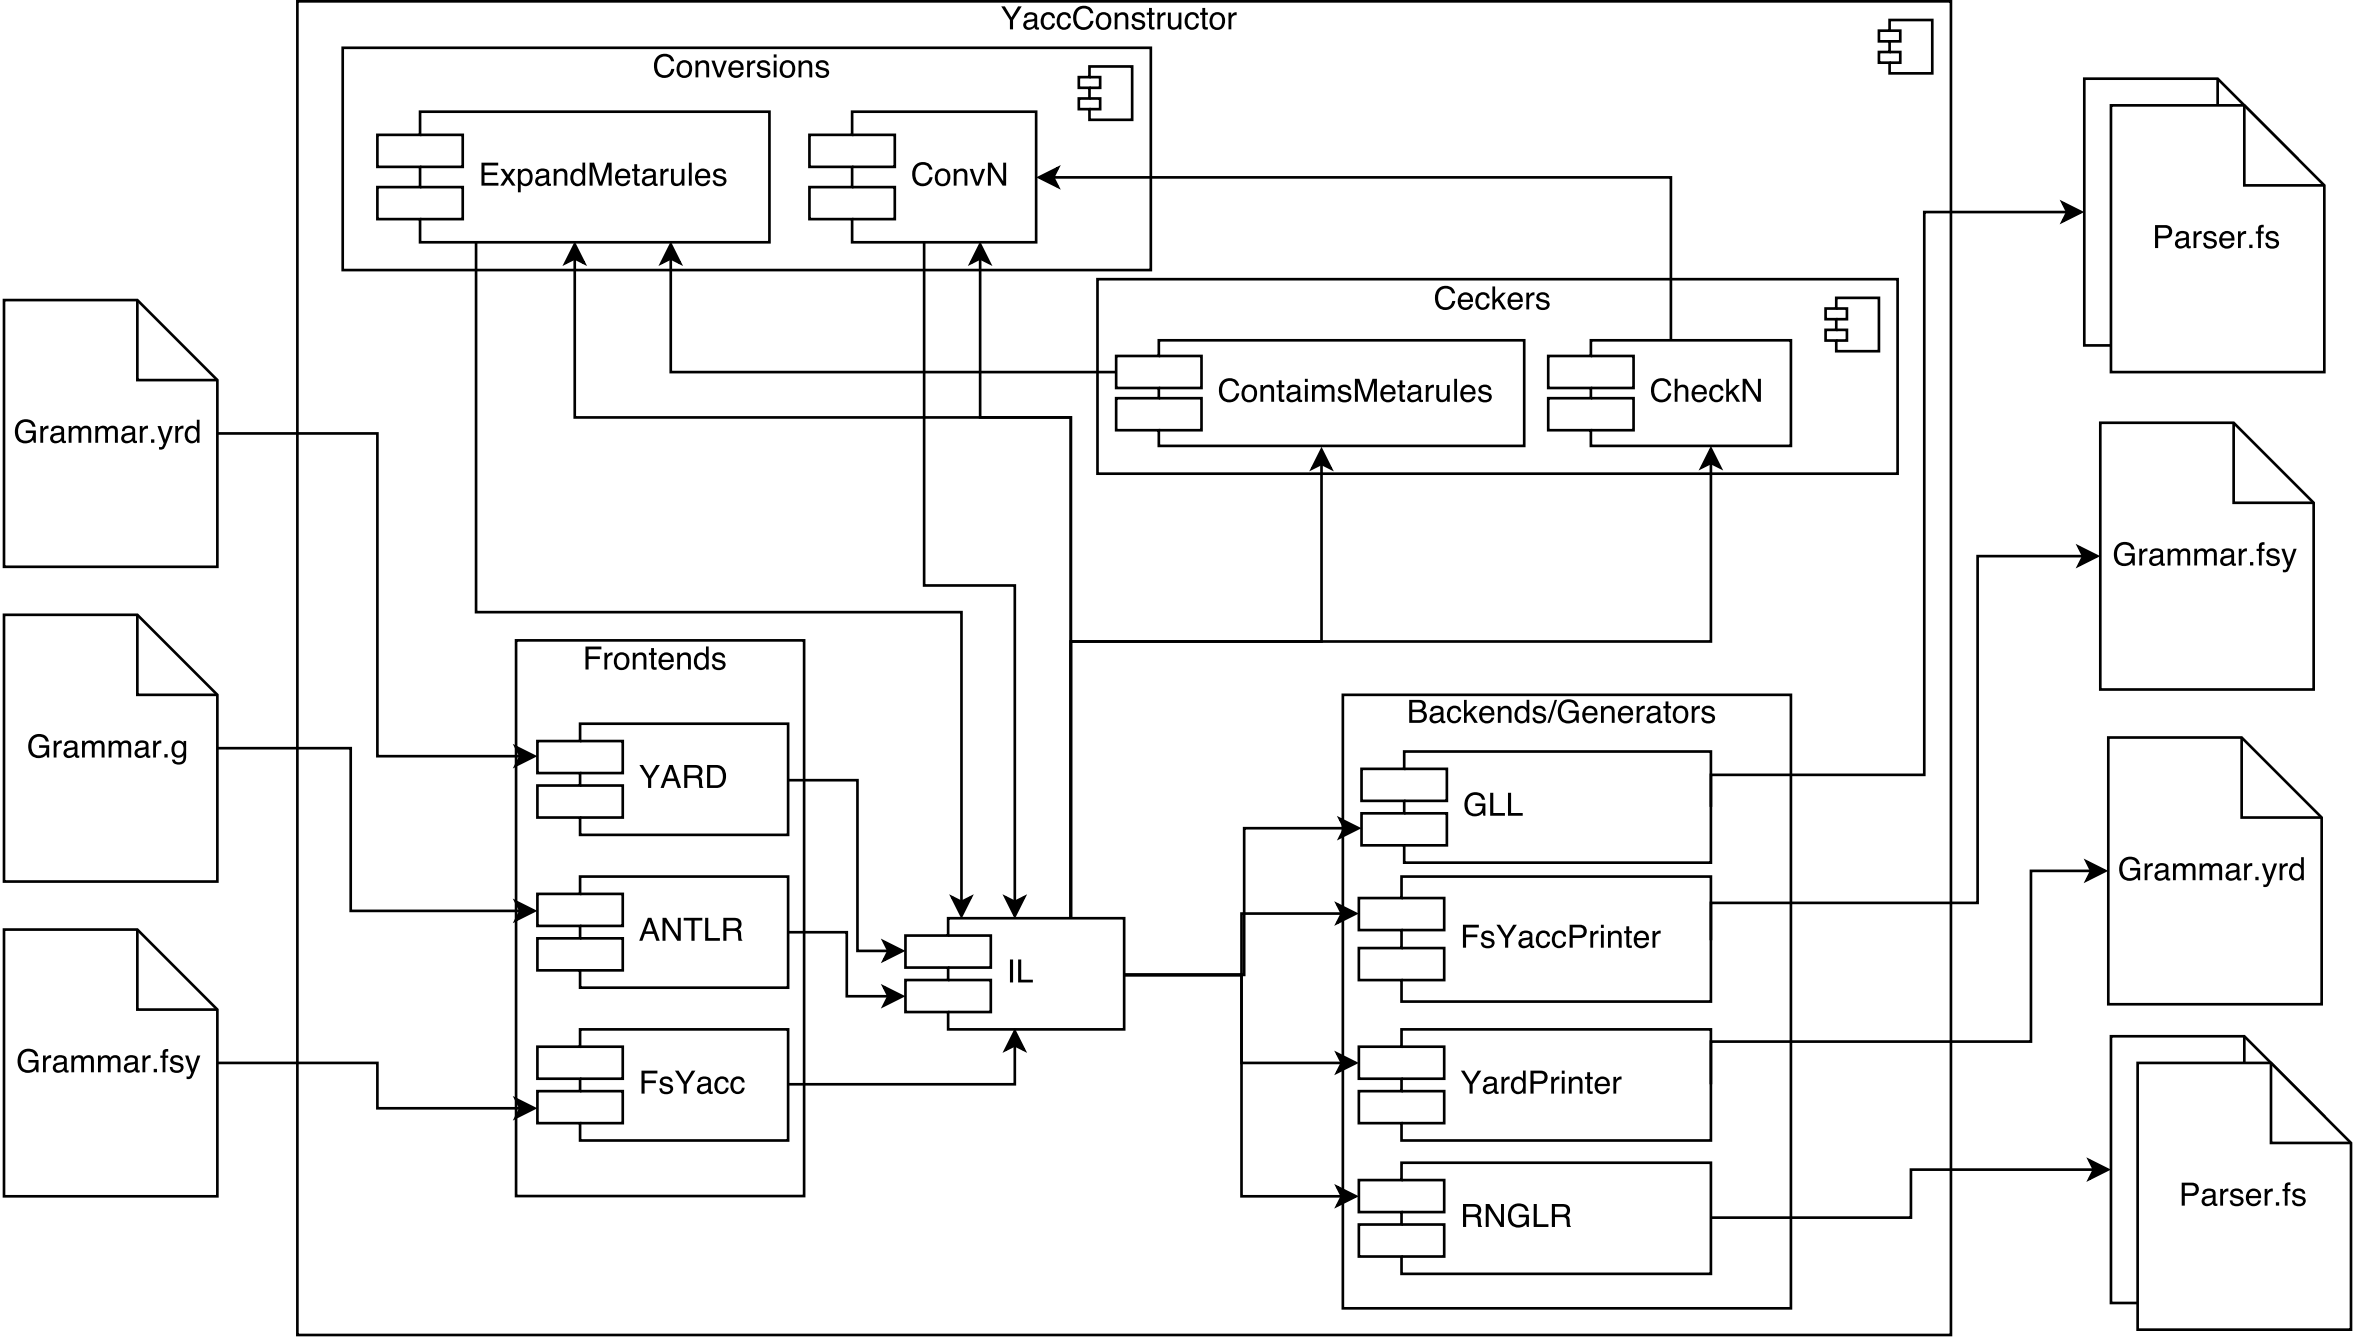 YaccConstructor
Conversions
ExpandMetarules
ConvN
Ceckers
ContaimsMetarules
CheckN
Grammar.yrd
Grammar.g
Grammar.fsy
Frontends
YARD
ANTLR
FsYacc
IL
Backends/Generators
GLL
FsYaccPrinter
YardPrinter
RNGLR
Parser.fs
Grammar.fsy
Grammar.yrd
Parser.fs